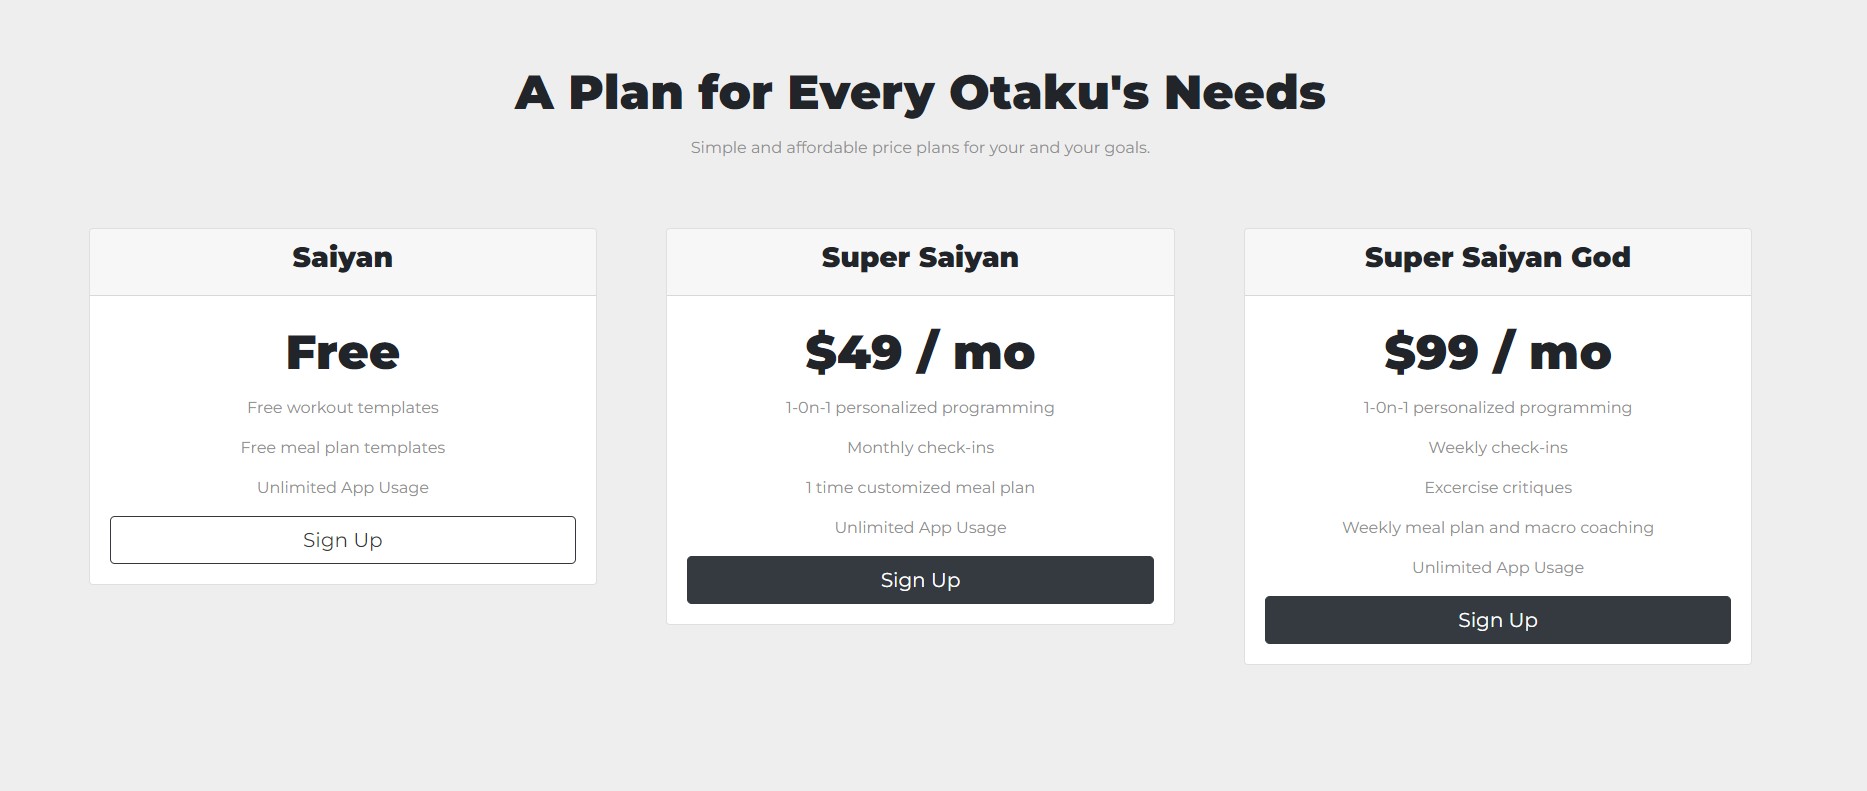 A Plan for Every Otaku's Needs
Simple and affordable price plans for your and your goals.
Saiyan
Free
Free workout templates
Free meal plan templates
Unlimited App Usage
Sign Up
Super Saiyan
$49 / mo
1-0n-1 personalized programming
Monthly check-ins
1 time customized meal plan
Unlimited App Usage
Sign Up
Super Saiyan God
$99 / mo
1-0n-1 personalized programming
Weekly check-ins
Excercise critiques
Weekly meal plan and macro coaching
Unlimited App Usage
Sign Up